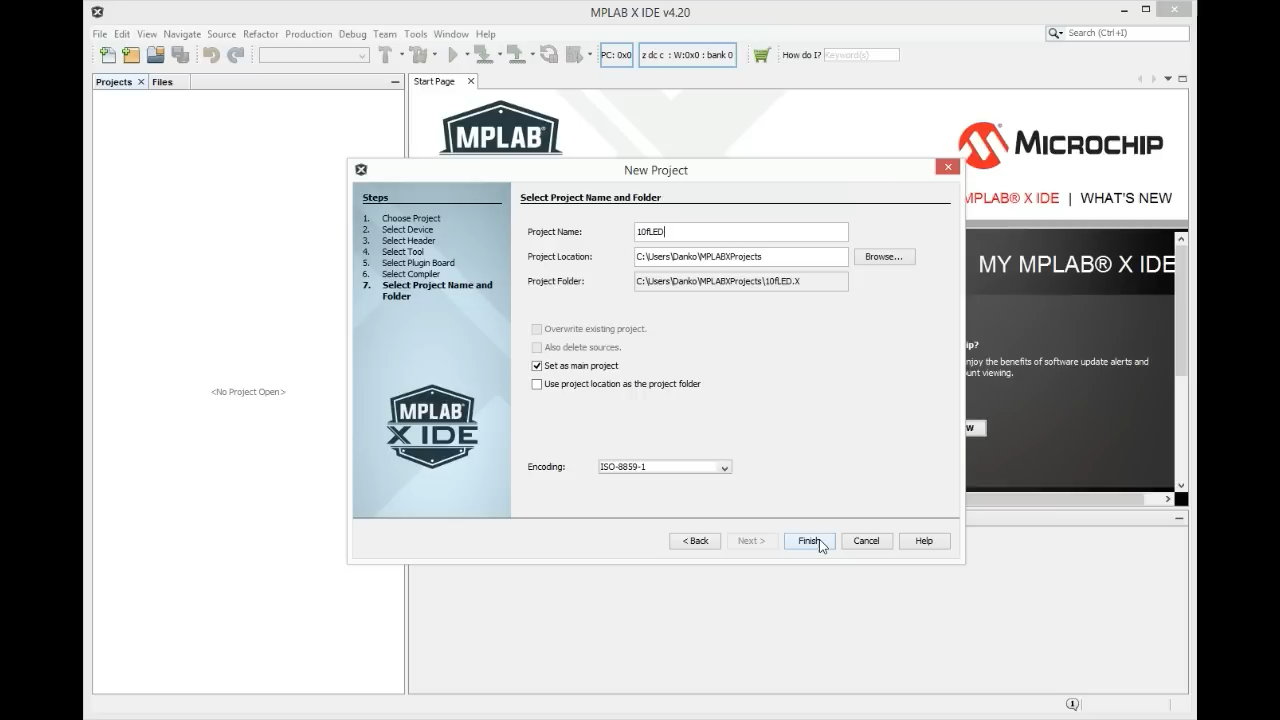 MPLAB X IDE v4.20
File Edit View Navigate Source Refactor Production Debug Team Tools Window Help
Search (Ctrl+I)
PC: 0x0 z dc c : W:0x0 : bank 0 How do I? Keyword(s)
Projects Files
Start Page
MPLAB®
MICROCHIP
MPLAB® X IDE | WHAT'S NEW
MY MPLAB® X IDE
ip?
enjoy the benefits of software update alerts and
unt viewing.
W
<No Project Open>
New Project
Steps
1. Choose Project
2. Select Device
3. Select Header
4. Select Tool
5. Select Plugin Board
6. Select Compiler
7. Select Project Name and
Folder
MPLAB®
X IDE
Select Project Name and Folder
Project Name: 10fLED
Project Location: C:\Users\Danko\MPLABXProjects Browse...
Project Folder: C:\Users\Danko\MPLABXProjects\10fLED.X
Overwrite existing project.
Also delete sources.
Set as main project
Use project location as the project folder
Encoding: ISO-8859-1
< Back Next > Finish Cancel Help
1